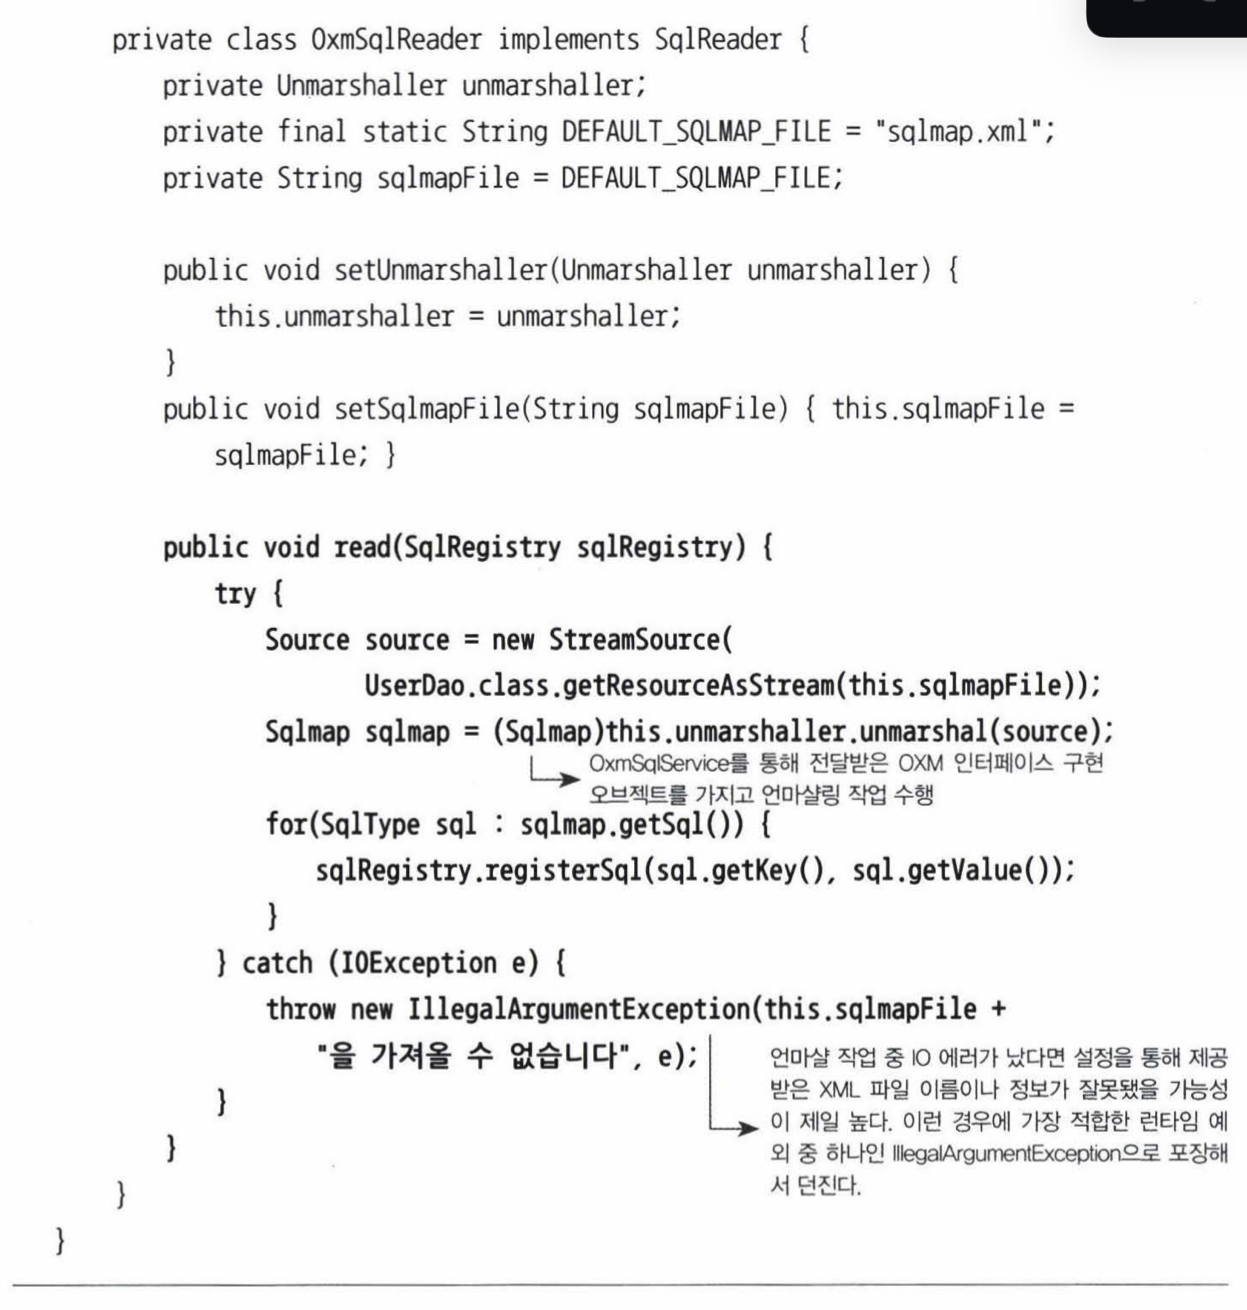 private class OxmSqlReader implements SqlReader {
private Unmarshaller unmarshaller;
private final static String DEFAULT_SQLMAP_FILE = "sqlmap.xml";
private String sqlmapFile = DEFAULT_SQLMAP_FILE;
public void setUnmarshaller(Unmarshaller unmarshaller) {
this.unmarshaller = unmarshaller;
}
public void setSqlmapFile(String sqlmapFile) { this.sqlmapFile =
sqlmapFile; }
public void read(SqlRegistry sqlRegistry) {
try {
Source source = new StreamSource(
UserDao.class.getResourceAsStream(this.sqlmapFile));
Sqlmap sqlmap = (Sqlmap)this.unmarshaller.unmarshal(source);
OxmSqlService를 통해 전달받은 OXM 인터페이스 구현
오브젝트를 가지고 언마샬링 작업 수행
for(SqlType sql : sqlmap.getSql()) {
sqlRegistry.registerSql(sql.getKey(), sql.getValue());
}
} catch (IOException e) {
throw new IllegalArgumentException(this.sqlmapFile +
"을 가져올 수 없습니다", e);
언마샬 작업 중 IO 에러가 났다면 설정을 통해 제공
받은 XML 파일 이름이나 정보가 잘못됐을 가능성
이 제일 높다. 이런 경우에 가장 적합한 런타임 예
외 중 하나인 IllegalArgumentException으로 포장해
서 던진다.
}
}
}
}